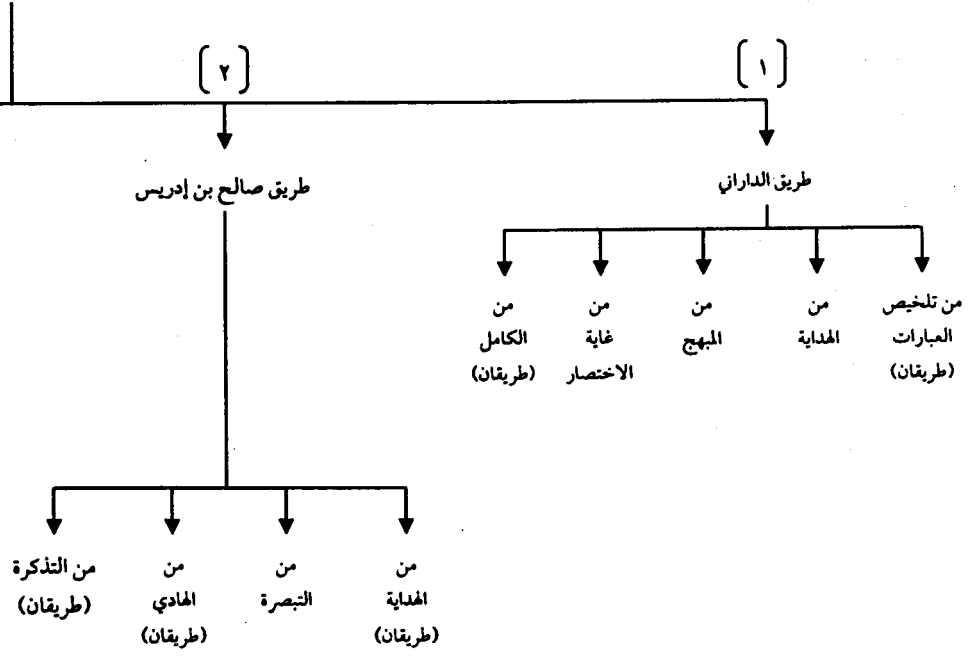 [١]
[٢]
طريق الداراني
طريق صالح بن إدريس
من تلخيص
العبارات
(طريقان)
من
الهداية
من
المبهج
من
غاية
الاختصار
من
الكامل
(طريقان)
من
الهداية
(طريقان)
من
التبصرة
من
الهادي
(طريقان)
من التذكرة
(طريقان)